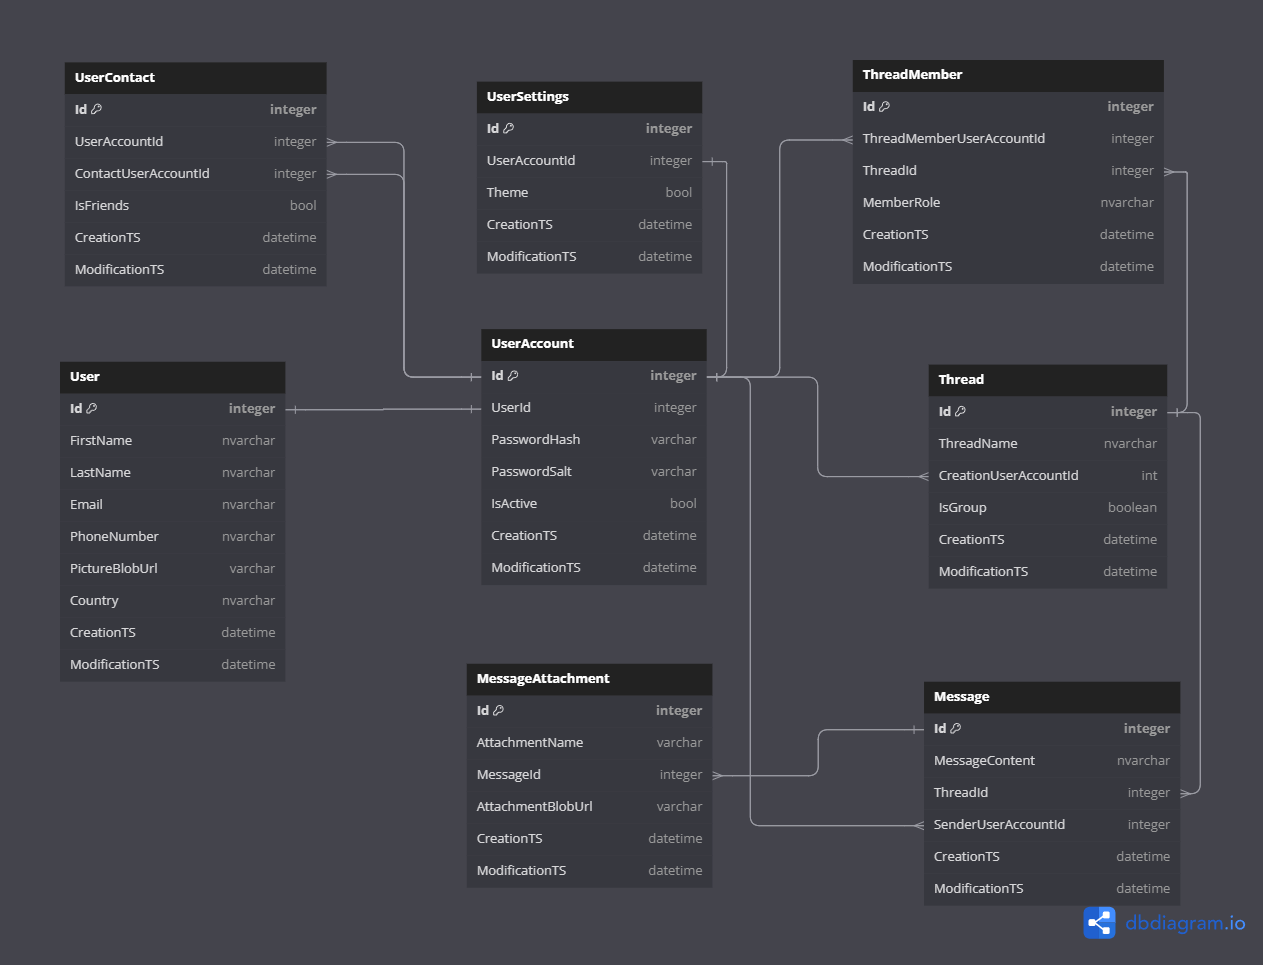 UserContact
Id integer
UserAccountId integer
ContactUserAccountId integer
IsFriends bool
CreationTS datetime
ModificationTS datetime
UserSettings
Id integer
UserAccountId integer
Theme bool
CreationTS datetime
ModificationTS datetime
ThreadMember
Id integer
ThreadMemberUserAccountId integer
ThreadId integer
MemberRole nvarchar
CreationTS datetime
ModificationTS datetime
User
Id integer
FirstName nvarchar
LastName nvarchar
Email nvarchar
PhoneNumber nvarchar
PictureBlobUrl varchar
Country nvarchar
CreationTS datetime
ModificationTS datetime
UserAccount
Id integer
UserId integer
PasswordHash varchar
PasswordSalt varchar
IsActive bool
CreationTS datetime
ModificationTS datetime
Thread
Id integer
ThreadName nvarchar
CreationUserAccountId int
IsGroup boolean
CreationTS datetime
ModificationTS datetime
MessageAttachment
Id integer
AttachmentName varchar
MessageId integer
AttachmentBlobUrl varchar
CreationTS datetime
ModificationTS datetime
Message
Id integer
MessageContent nvarchar
ThreadId integer
SenderUserAccountId integer
CreationTS datetime
ModificationTS datetime
dbdiagram.io